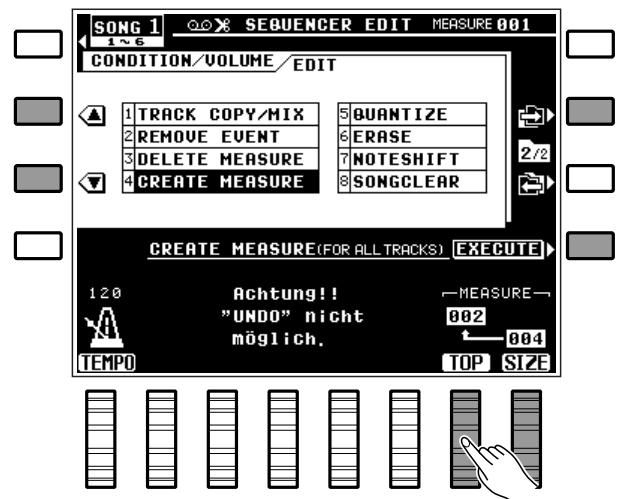 SONG 1 SEQUENCER EDIT MEASURE 001
1~6
CONDITION/VOLUME EDIT
1 TRACK COPY/MIX 5 QUANTIZE
2 REMOVE EVENT 6 ERASE
3 DELETE MEASURE 7 NOTESHIFT
2/2
4 CREATE MEASURE 8 SONGCLEAR
CREATE MEASURE(FOR ALL TRACKS) EXECUTE
120 Achtung!! MEASURE
"UNDO" nicht 002
möglich. 004
TEMPO TOP SIZE